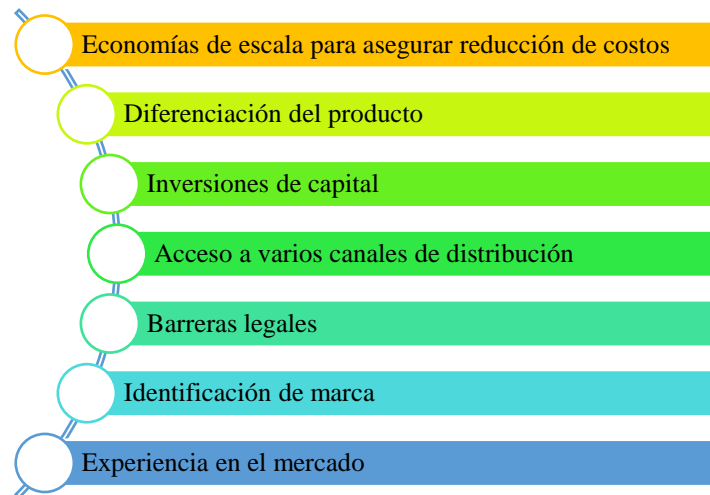 Economías de escala para asegurar reducción de costos
Diferenciación del producto
Inversiones de capital
Acceso a varios canales de distribución
Barreras legales
Identificación de marca
Experiencia en el mercado